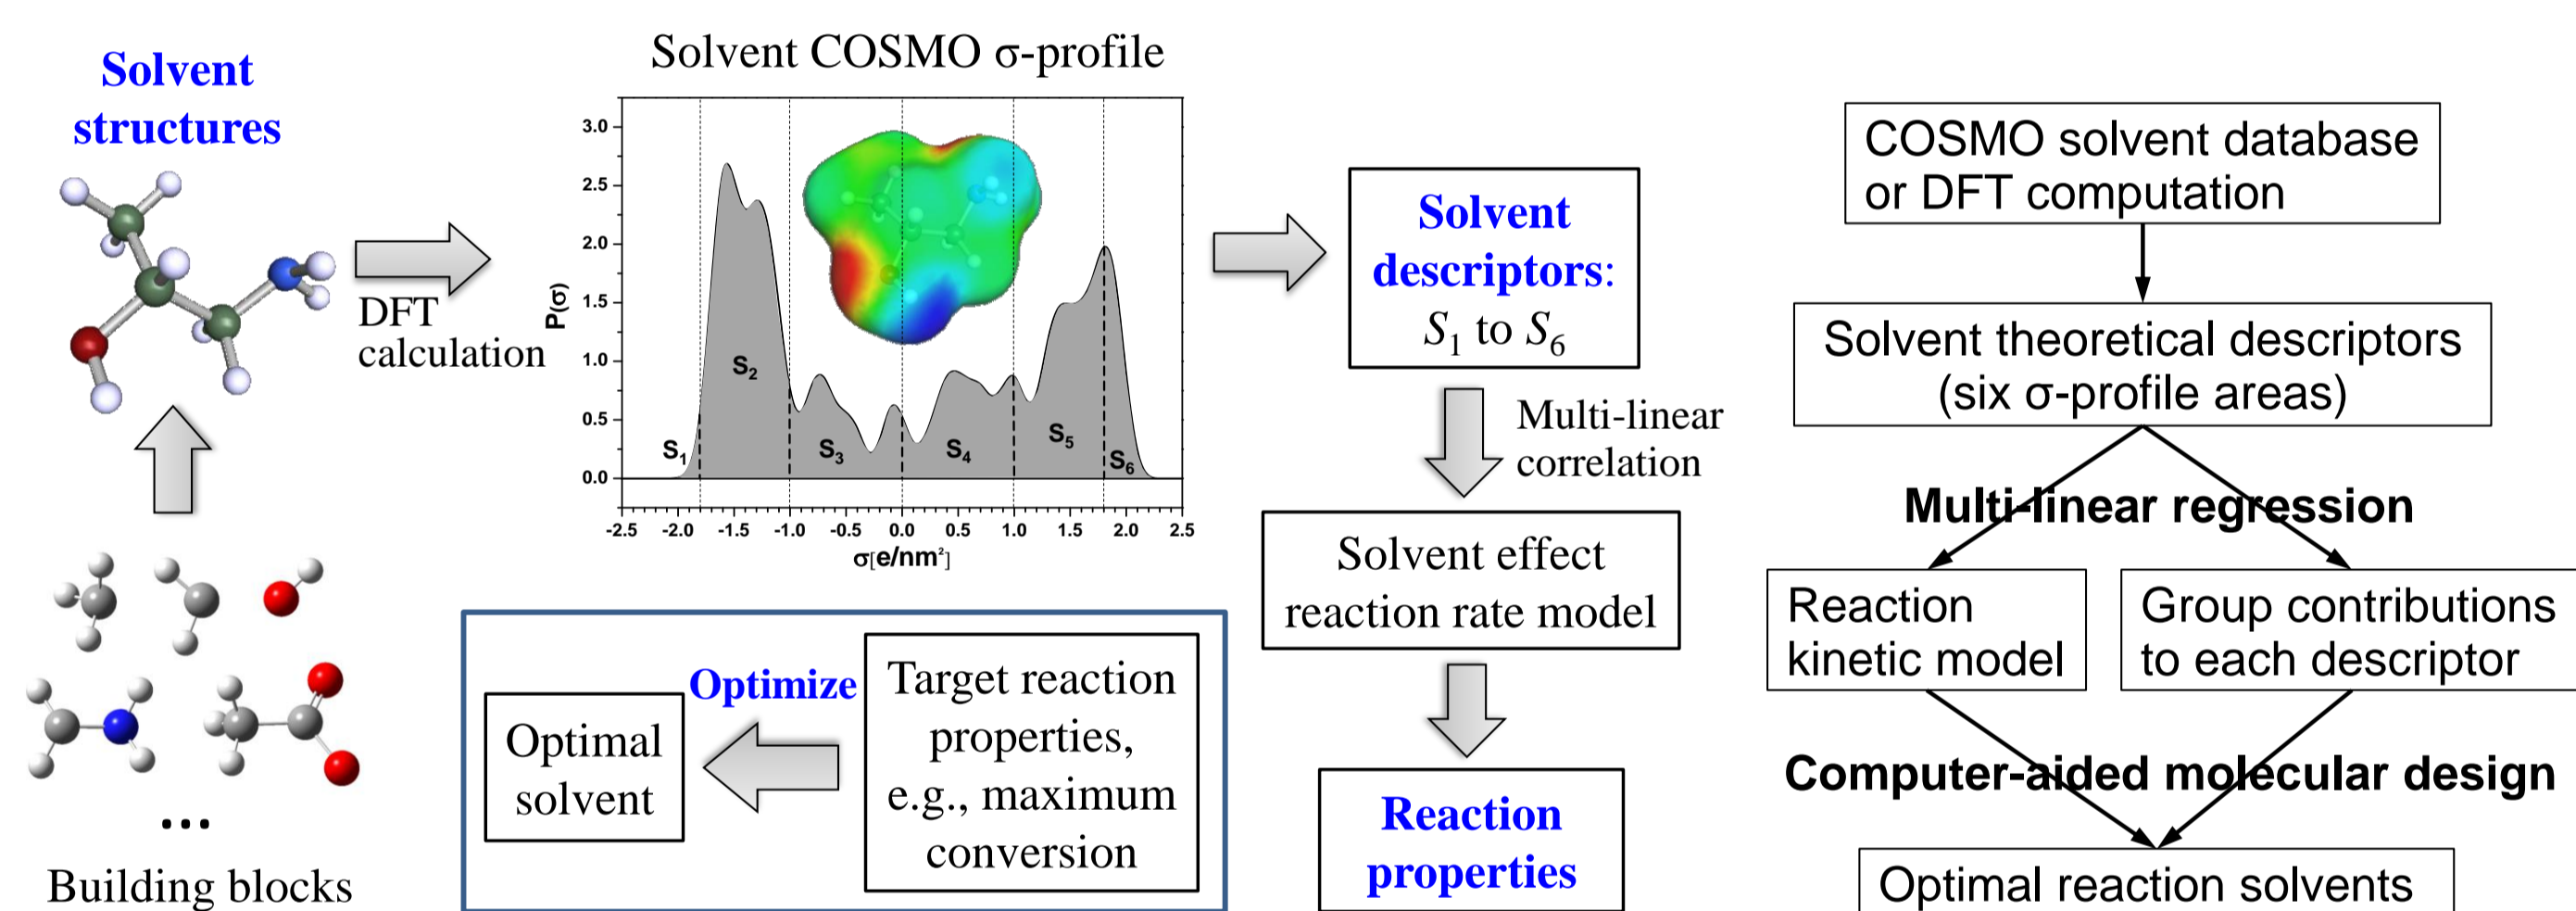 Solvent
structures
DFT
calculation
...
Building blocks
Solvent COSMO σ-profile
P(σ)
3.0
2.5
2.0
1.5
1.0
0.5
0.0
S1
S2
S3
S4
S5
S6
-2.5 -2.0 -1.5 -1.0 -0.5 0.0 0.5 1.0 1.5 2.0 2.5
σ[e/nm²]
Solvent
descriptors:
S1 to S6
Multi-linear
correlation
Solvent effect
reaction rate model
Reaction
properties
Optimize
Target reaction
properties,
e.g., maximum
conversion
Optimal
solvent
COSMO solvent database
or DFT computation
Solvent theoretical descriptors
(six σ-profile areas)
Multi-linear regression
Reaction
kinetic model
Group contributions
to each descriptor
Computer-aided molecular design
Optimal reaction solvents